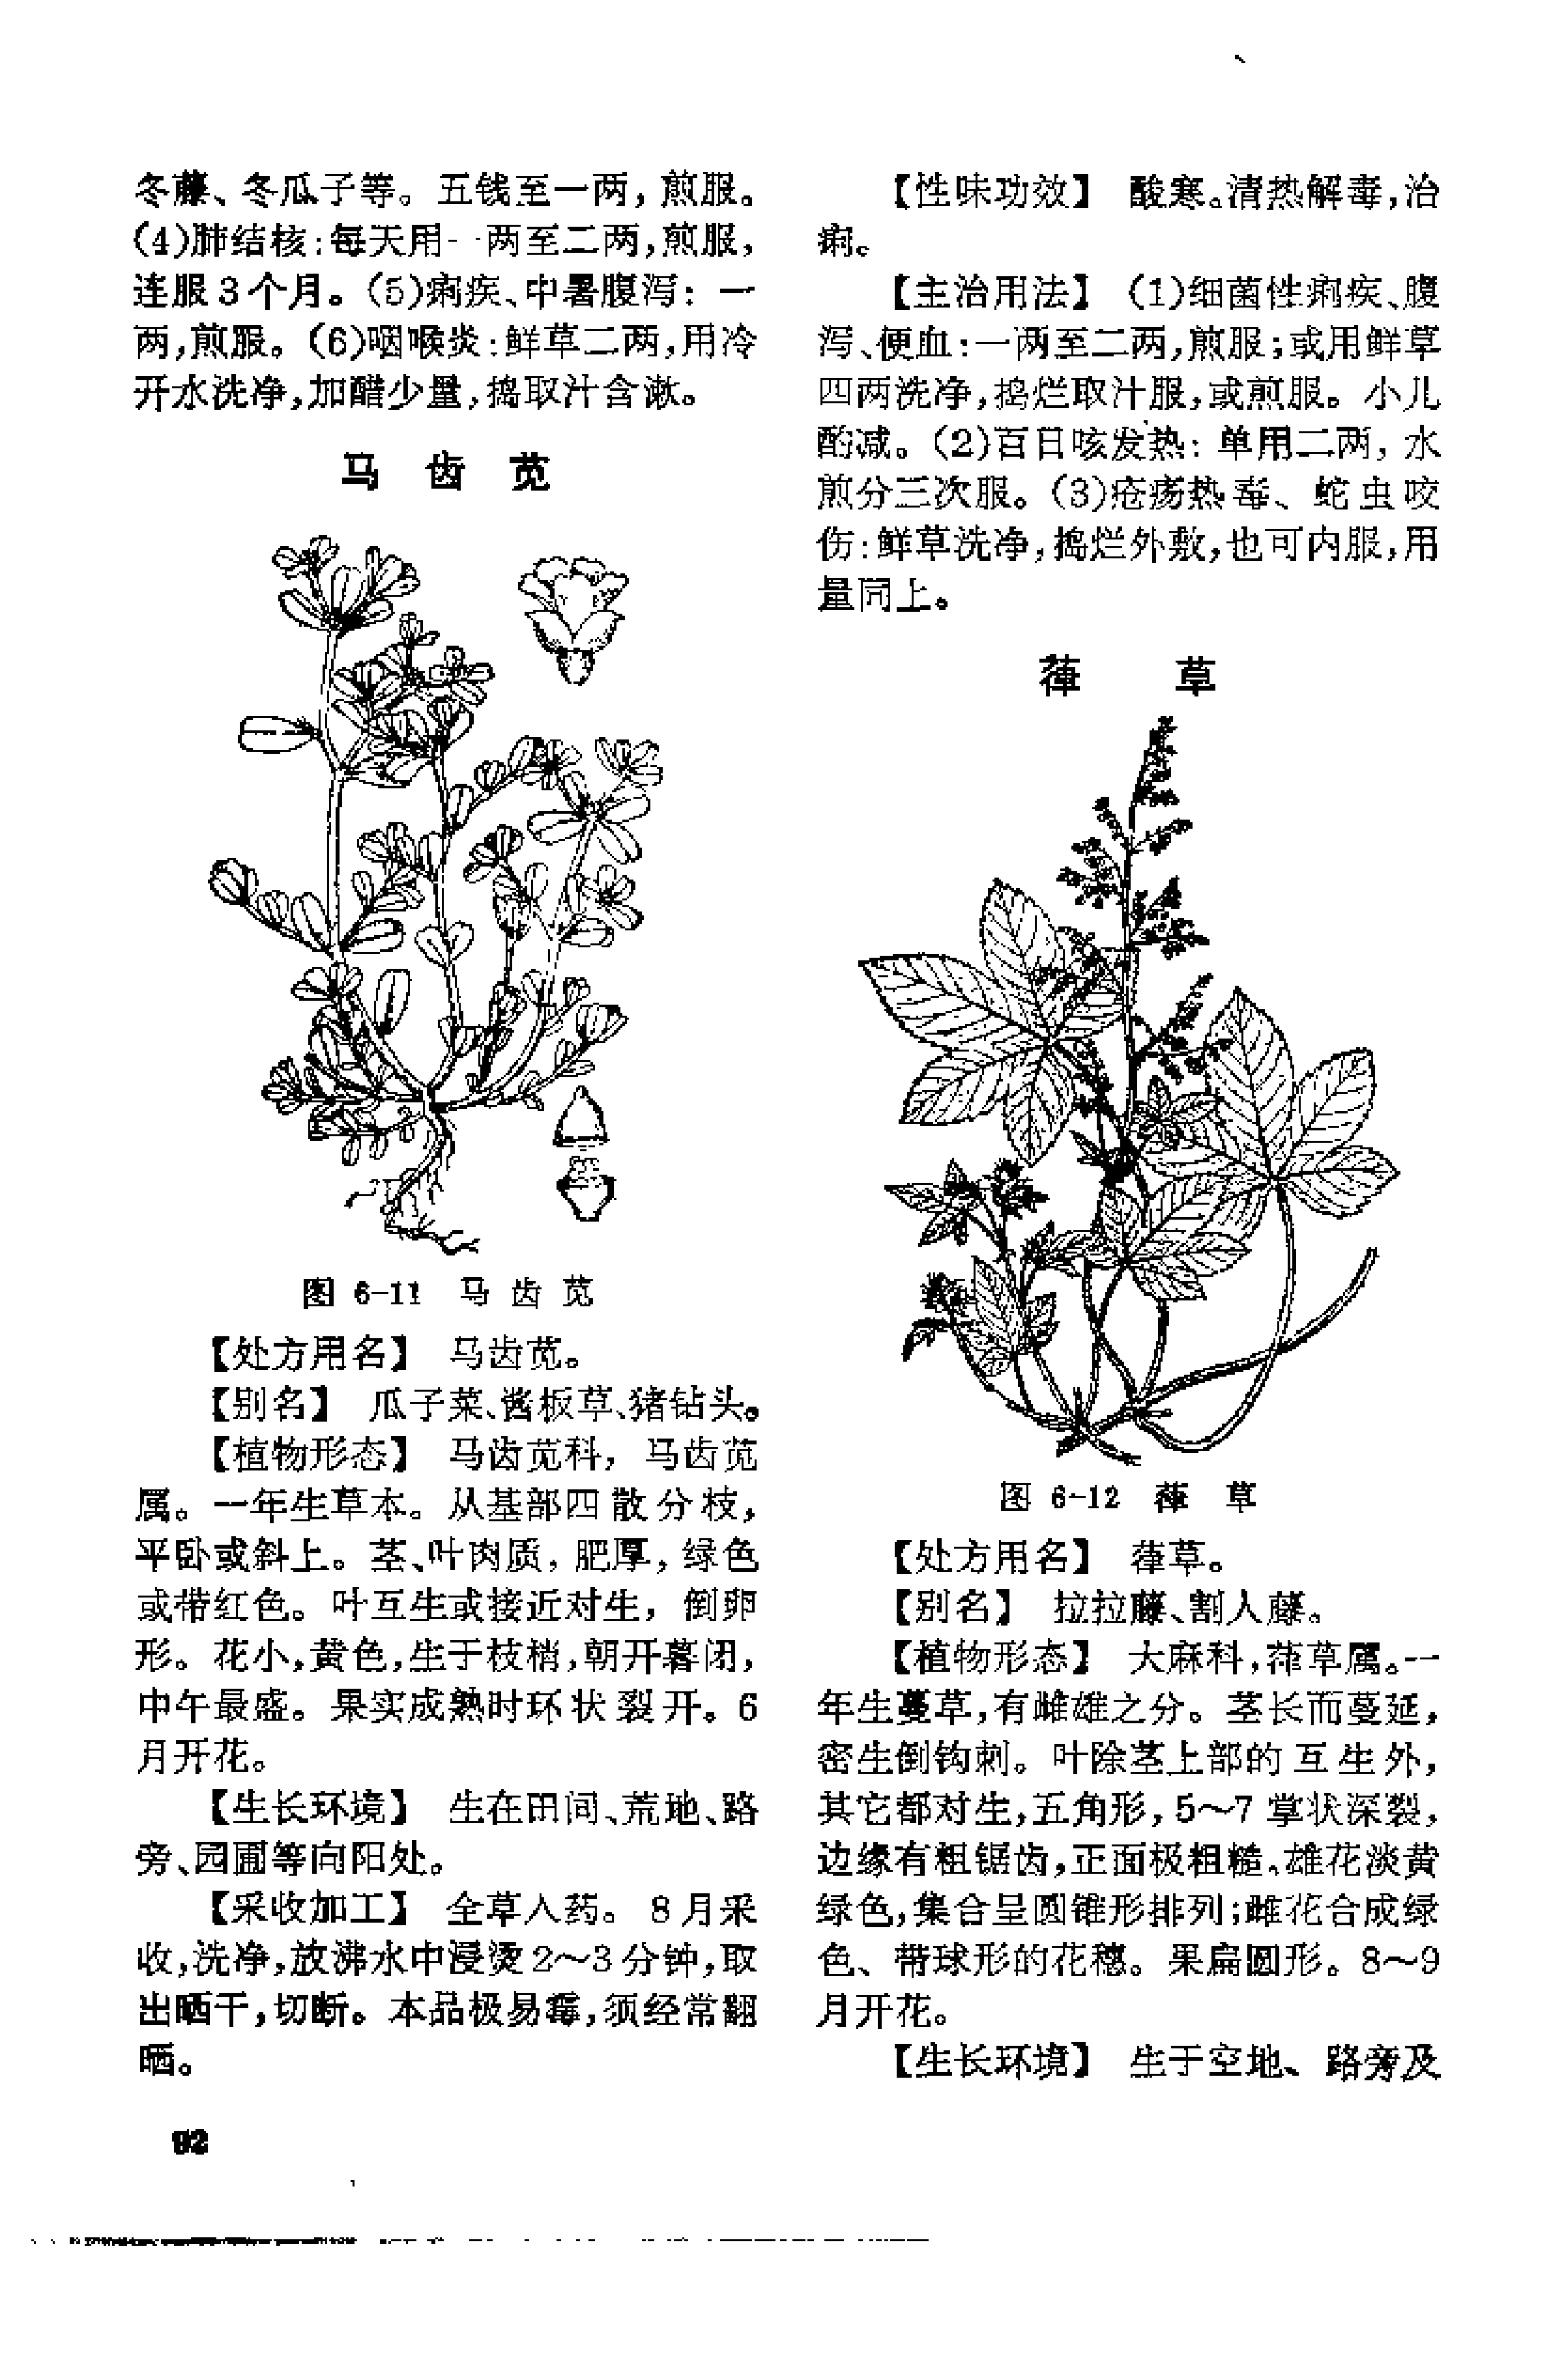 冬藤、冬瓜子等。五钱至一两，煎服。
(4)肺结核：每天用一两至二两，煎服，
连服3个月。(5)痢疾、中暑腹泻：一
两，煎服。(6)咽喉炎：鲜草二两，用冷
开水洗净，加醋少量，捣取汁含漱。
马 齿 苋
图 6-11 马 齿 苋
【处方用名】 马齿苋。
【别名】 瓜子菜、酱板草、猪钻头。
【植物形态】 马齿苋科，马齿苋
属。一年生草本。从基部四散分枝，
平卧或斜上。茎、叶肉质，肥厚，绿色
或带红色。叶互生或接近对生，倒卵
形。花小，黄色，生于枝梢，朝开暮闭，
中午最盛。果实成熟时环状裂开。6
月开花。
【生长环境】 生在田间、荒地、路
旁、园圃等向阳处。
【采收加工】 全草入药。8月采
收，洗净，放沸水中浸烫2～3分钟，取
出晒干，切断。本品极易霉，须经常翻
晒。
【性味功效】 酸寒。清热解毒，治
痢。
【主治用法】 (1)细菌性痢疾、腹
泻、便血：一两至二两，煎服；或用鲜草
四两洗净，捣烂取汁服，或煎服。小儿
酌减。(2)百日咳发热：单用二两，水
煎分三次服。(3)疮疡热毒、蛇虫咬
伤：鲜草洗净，捣烂外敷，也可内服，用
量同上。
葎 草
图 6-12 葎 草
【处方用名】 葎草。
【别名】 拉拉藤、割人藤。
【植物形态】 大麻科，葎草属。一
年生蔓草，有雌雄之分。茎长而蔓延，
密生倒钩刺。叶除茎上部的互生外，
其它都对生，五角形，5～7掌状深裂，
边缘有粗锯齿，正面极粗糙。雄花淡黄
绿色，集合呈圆锥形排列；雌花合成绿
色、带球形的花穗。果扁圆形。8～9
月开花。
【生长环境】 生于空地、路旁及
92